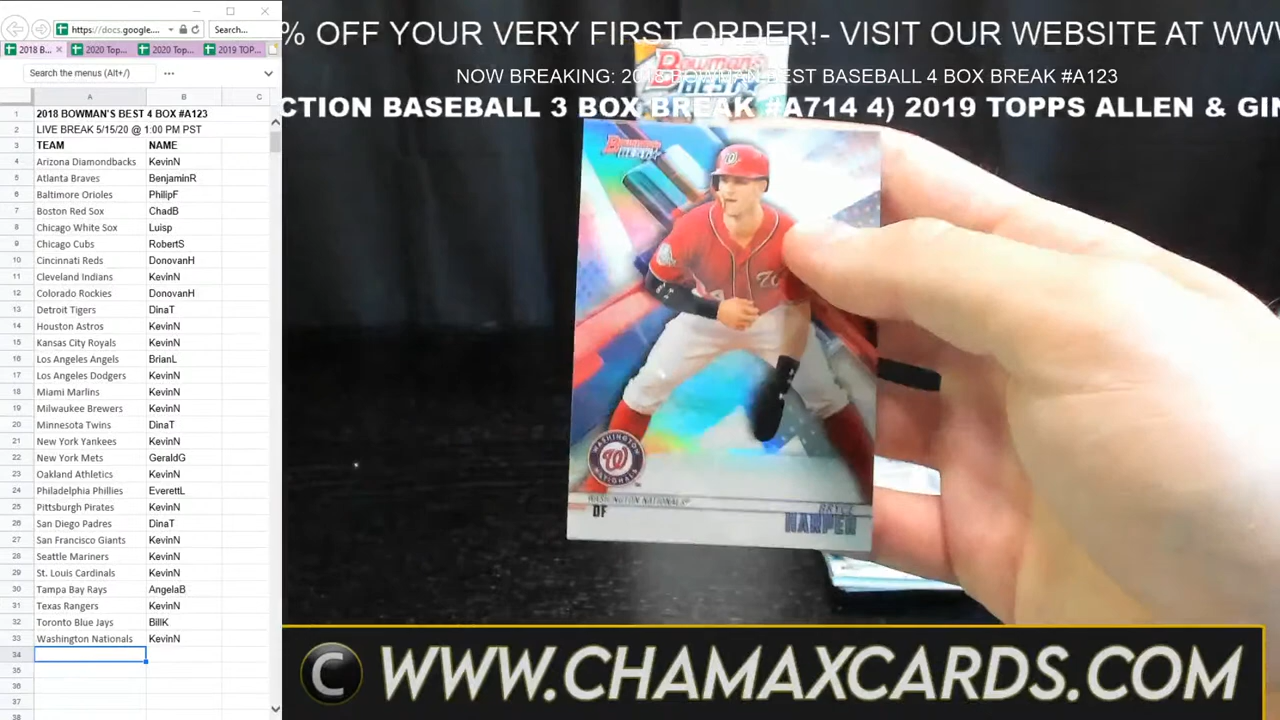 https://docs.google....
Search...
2018 B...
2020 Top...
2020 Top...
2019 TOP...
Search the menus (Alt+/)
A B C
1 2018 BOWMAN'S BEST 4 BOX #A123
2 LIVE BREAK 5/15/20 @ 1:00 PM PST
3 TEAM NAME
4 Arizona Diamondbacks KevinN
5 Atlanta Braves BenjaminR
6 Baltimore Orioles PhilipF
7 Boston Red Sox ChadB
8 Chicago White Sox Luisp
9 Chicago Cubs RobertS
10 Cincinnati Reds DonovanH
11 Cleveland Indians KevinN
12 Colorado Rockies DonovanH
13 Detroit Tigers DinaT
14 Houston Astros KevinN
15 Kansas City Royals KevinN
16 Los Angeles Angels BrianL
17 Los Angeles Dodgers KevinN
18 Miami Marlins KevinN
19 Milwaukee Brewers KevinN
20 Minnesota Twins DinaT
21 New York Yankees KevinN
22 New York Mets GeraldG
23 Oakland Athletics KevinN
24 Philadelphia Phillies EverettL
25 Pittsburgh Pirates KevinN
26 San Diego Padres DinaT
27 San Francisco Giants KevinN
28 Seattle Mariners KevinN
29 St. Louis Cardinals KevinN
30 Tampa Bay Rays AngelaB
31 Texas Rangers KevinN
32 Toronto Blue Jays BillK
33 Washington Nationals KevinN
34
35
36
37
38
% OFF YOUR VERY FIRST ORDER!- VISIT OUR WEBSITE AT WWW
NOW BREAKING: 2018 BOWMAN BEST BASEBALL 4 BOX BREAK #A123
CTION BASEBALL 3 BOX BREAK #A714 4) 2019 TOPPS ALLEN & GIN
Bowman's
BEST
Bowman's
BEST
W
WASHINGTON NATIONALS
W
WASHINGTON NATIONALS
OF
BRYCE
HARPER
C WWW.CHAMAXCARDS.COM